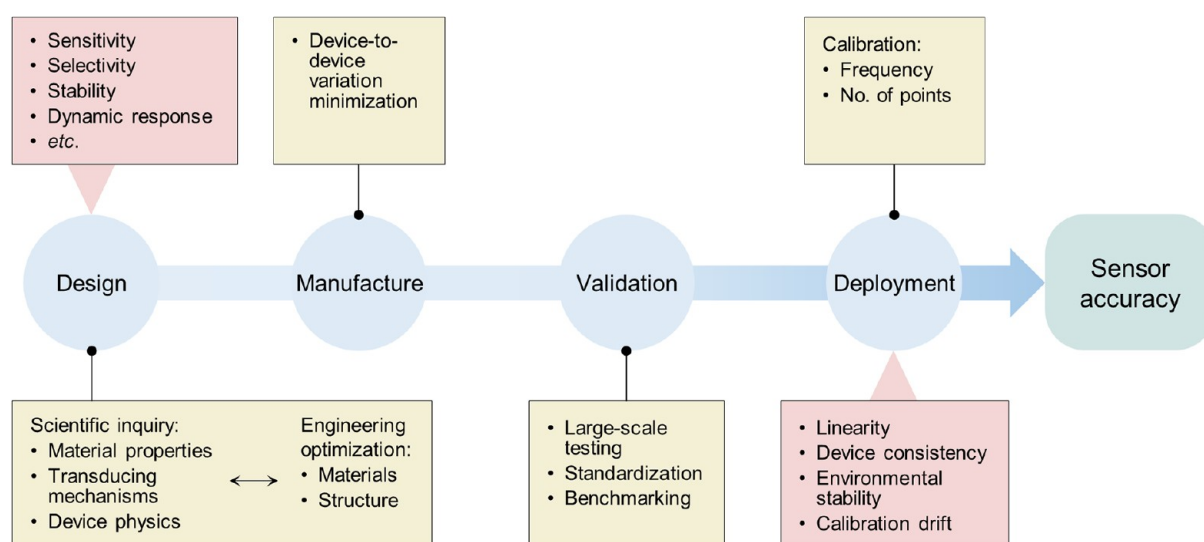 • Sensitivity
• Selectivity
• Stability
• Dynamic response
• etc.
• Device-to-
device
variation
minimization
Calibration:
• Frequency
• No. of points
Design
Manufacture
Validation
Deployment
Sensor
accuracy
Scientific inquiry:
• Material properties
• Transducing
mechanisms
• Device physics
Engineering
optimization:
• Materials
• Structure
• Large-scale
testing
• Standardization
• Benchmarking
• Linearity
• Device consistency
• Environmental
stability
• Calibration drift